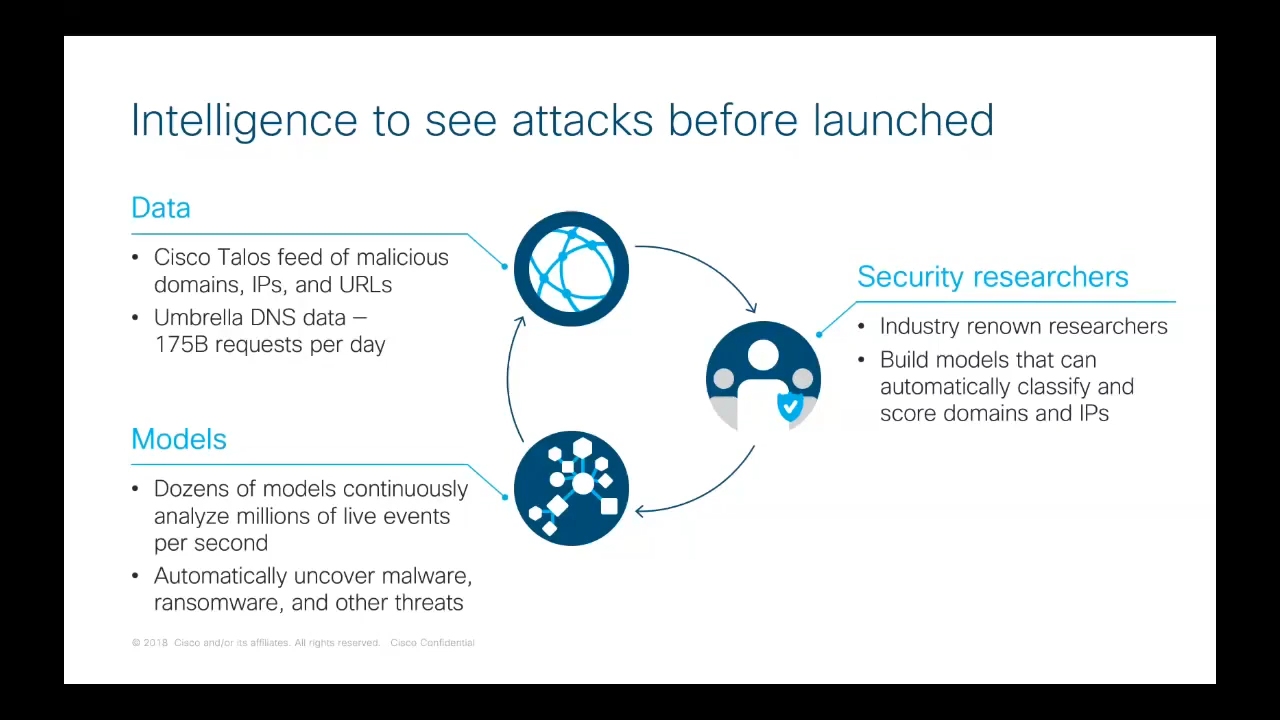 Intelligence to see attacks before launched
Data
• Cisco Talos feed of malicious
domains, IPs, and URLs
• Umbrella DNS data –
175B requests per day
Security researchers
• Industry renown researchers
• Build models that can
automatically classify and
score domains and IPs
Models
• Dozens of models continuously
analyze millions of live events
per second
• Automatically uncover malware,
ransomware, and other threats
© 2018 Cisco and/or its affiliates. All rights reserved. Cisco Confidential